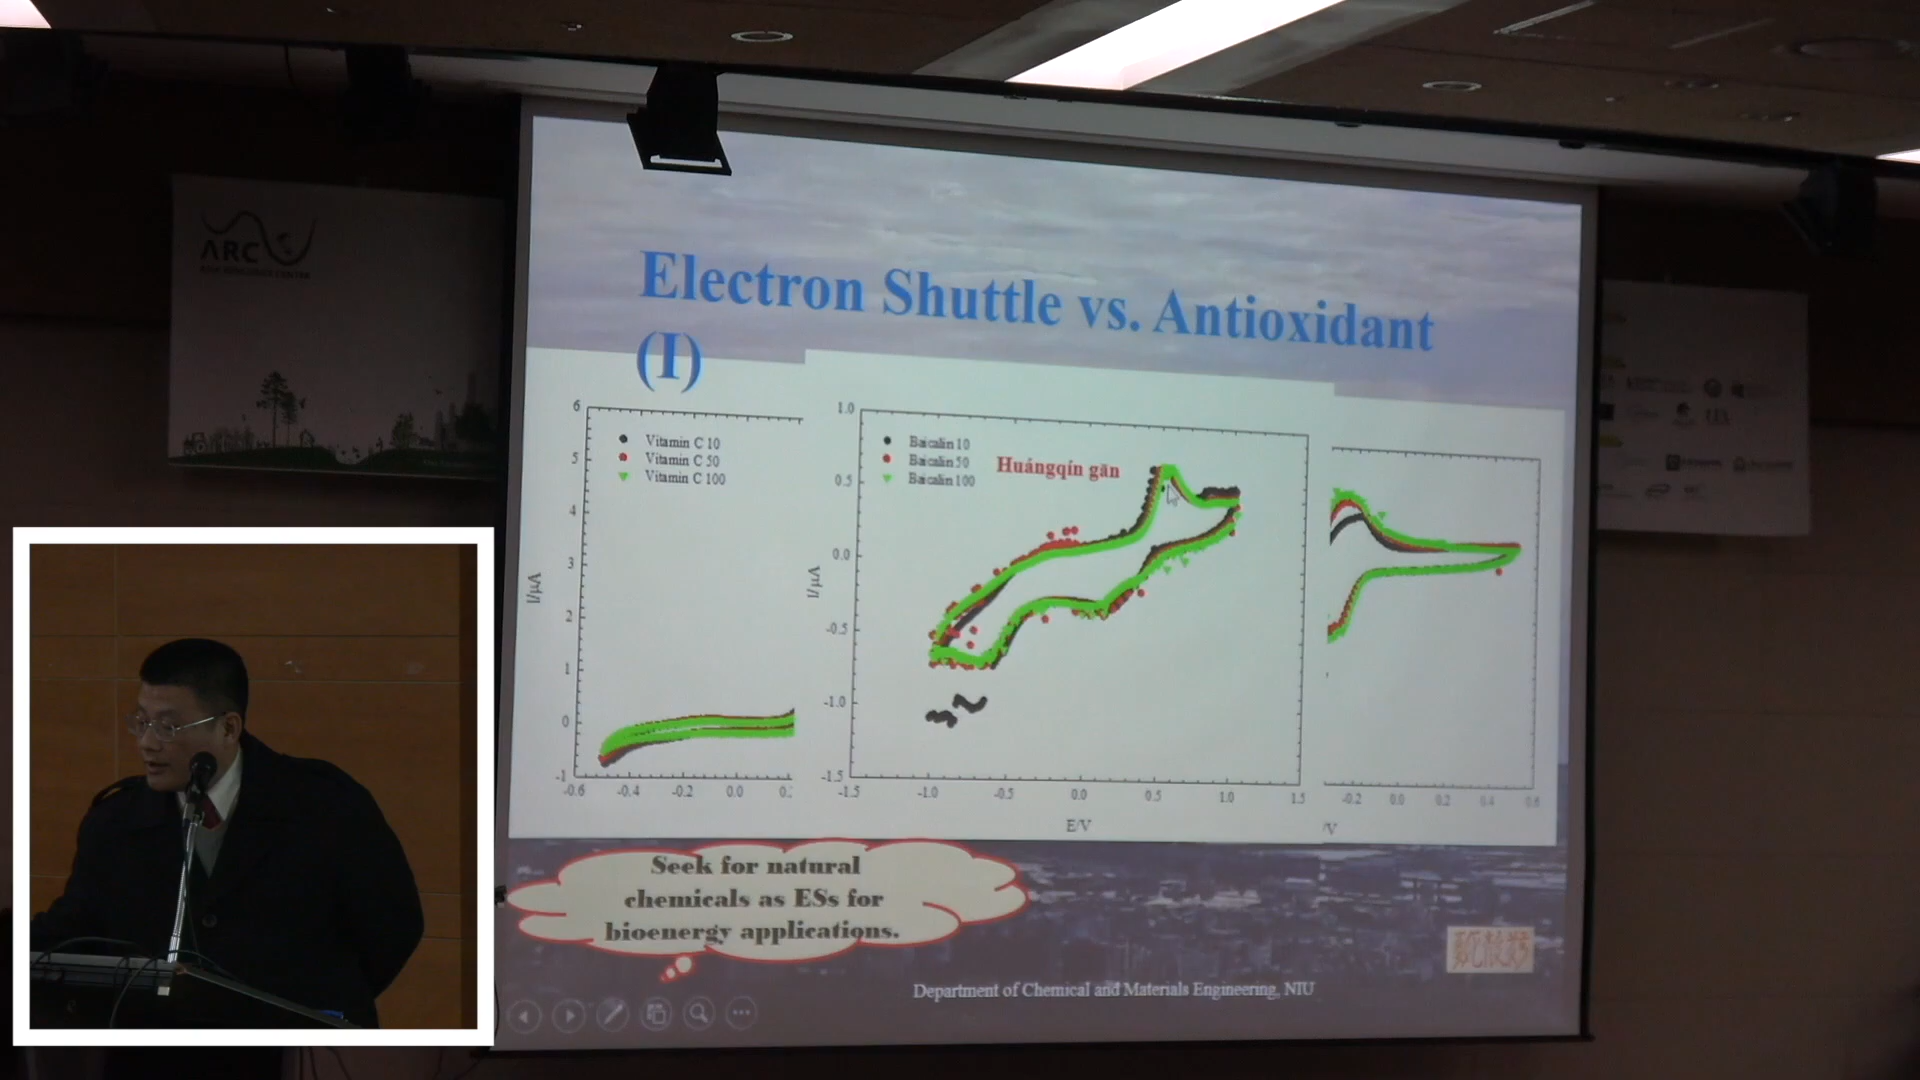 ARC
Electron Shuttle vs. Antioxidant
(I)
6
5
4
3
2
1
0
-1
I/μA
Vitamin C 10
Vitamin C 50
Vitamin C 100
-0.6 -0.4 -0.2 0.0
1.0
0.5
0.0
-0.5
-1.0
-1.5
I/μA
Baicalin 10
Baicalin 50
Baicalin 100
Huángqín gān
-1.5 -1.0 -0.5 0.0 0.5 1.0 1.5
E/V
-0.2 0.0 0.2 0.4 0.6
/V
Seek for natural
chemicals as ESs for
bioenergy applications.
Department of Chemical and Materials Engineering, NIU